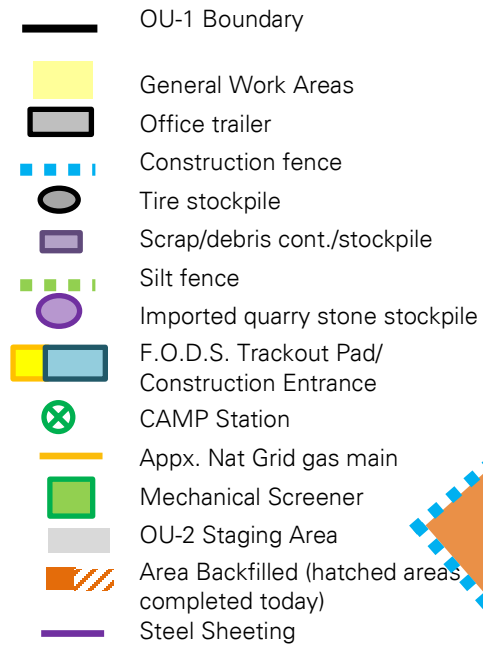 OU-1 Boundary
General Work Areas
Office trailer
Construction fence
Tire stockpile
Scrap/debris cont./stockpile
Silt fence
Imported quarry stone stockpile
F.O.D.S. Trackout Pad/
Construction Entrance
CAMP Station
Appx. Nat Grid gas main
Mechanical Screener
OU-2 Staging Area
Area Backfilled (hatched areas
completed today)
Steel Sheeting